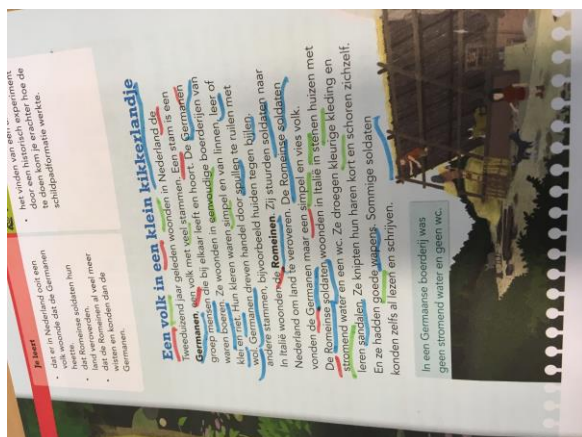 Je leert
• dat er in Nederland ooit een
volk woonde dat de Germanen
heette.
• dat Romeinse soldaten hun
land veroverden.
• dat de Romeinen al veel meer
wisten en konden dan de
Germanen.
het vinden van een
door een historisch experiment
te doen kom je erachter hoe de
schildpadformatie werkte.
Een volk in een klein kikkerlandje
Tweeduizend jaar geleden woonden in Nederland de
Germanen, een volk met veel stammen. Een stam is een
groep mensen die bij elkaar leeft en hoort. De Germanen
waren boeren. Ze woonden in eenvoudige boerderijen van
klei en riet. Hun kleren waren simpel en van linnen, leer of
wol. Germanen dreven handel door spullen te ruilen met
andere stammen, bijvoorbeeld huiden tegen bijlen.
In Italië woonden de Romeinen. Zij stuurden soldaten naar
Nederland om land te veroveren. De Romeinse soldaten
vonden de Germanen maar een simpel en vies volk.
De Romeinse soldaten woonden in Italië in stenen huizen met
stromend water en een wc. Ze droegen kleurige kleding en
leren sandalen. Ze knipten hun haren kort en schoren zichzelf.
En ze hadden goede wapens. Sommige soldaten
konden zelfs al lezen en schrijven.
In een Germaanse boerderij was
geen stromend water en geen wc.